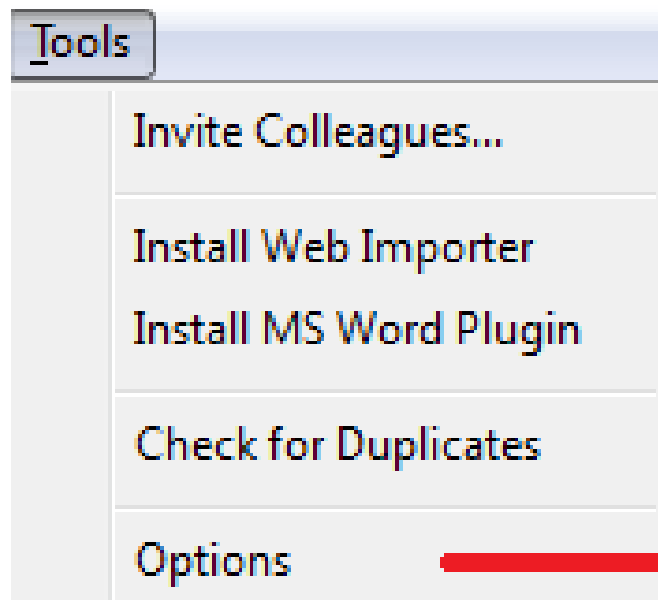 Tools
Invite Colleagues...
Install Web Importer
Install MS Word Plugin
Check for Duplicates
Options